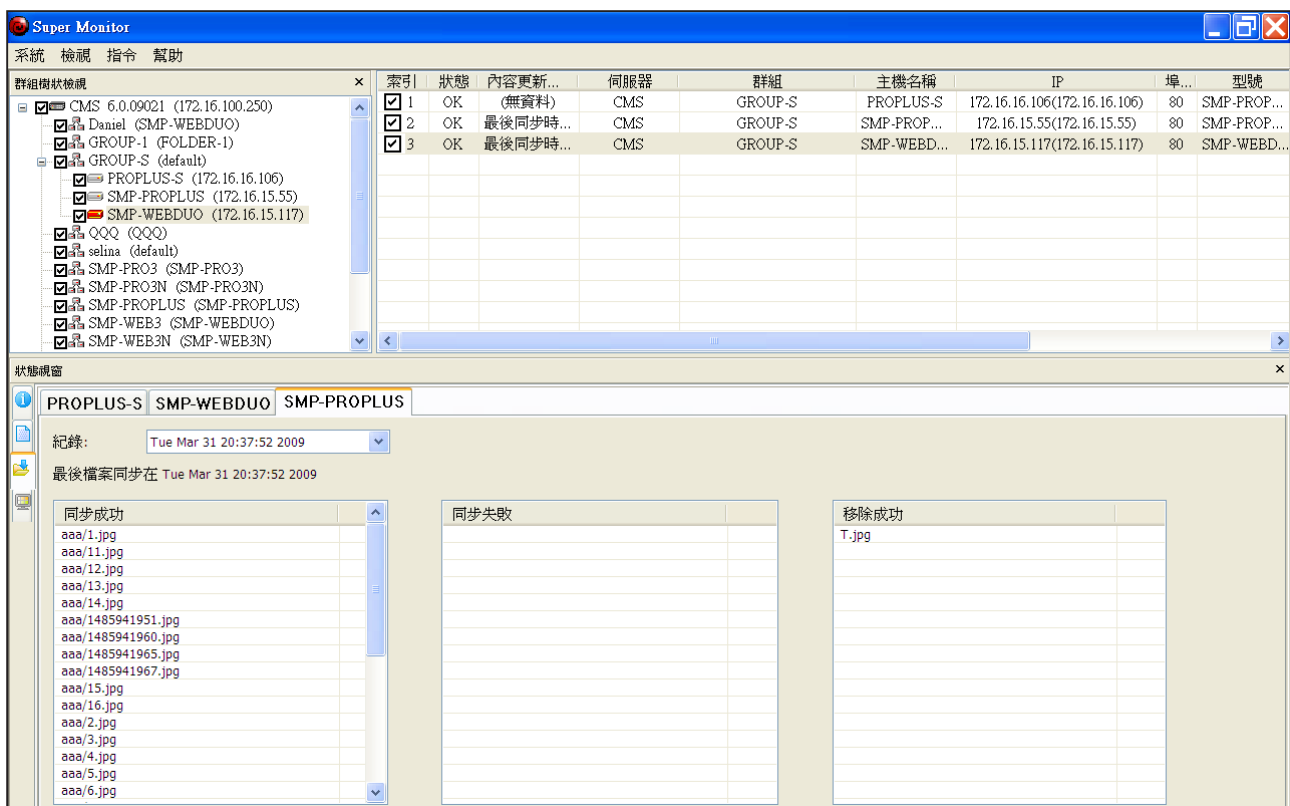 Super Monitor
系統 檢視 指令 幫助
群組樹狀檢視
CMS 6.0.09021 (172.16.100.250)
Daniel (SMP-WEBDUO)
GROUP-1 (FOLDER-1)
GROUP-S (default)
PROPLUS-S (172.16.16.106)
SMP-PROPLUS (172.16.15.55)
SMP-WEBDUO (172.16.15.117)
QQQ (QQQ)
selina (default)
SMP-PRO3 (SMP-PRO3)
SMP-PRO3N (SMP-PRO3N)
SMP-PROPLUS (SMP-PROPLUS)
SMP-WEB3 (SMP-WEBDUO)
SMP-WEB3N (SMP-WEB3N)
索引 狀態 內容更新... 伺服器 群組 主機名稱 IP 埠... 型號
1 OK (無資料) CMS GROUP-S PROPLUS-S 172.16.16.106(172.16.16.106) 80 SMP-PROP...
2 OK 最後同步時... CMS GROUP-S SMP-PROP... 172.16.15.55(172.16.15.55) 80 SMP-PROP...
3 OK 最後同步時... CMS GROUP-S SMP-WEBD... 172.16.15.117(172.16.15.117) 80 SMP-WEBD...
狀態視窗
PROPLUS-S SMP-WEBDUO SMP-PROPLUS
紀錄: Tue Mar 31 20:37:52 2009
最後檔案同步在 Tue Mar 31 20:37:52 2009
同步成功
aaa/1.jpg
aaa/11.jpg
aaa/12.jpg
aaa/13.jpg
aaa/14.jpg
aaa/1485941951.jpg
aaa/1485941960.jpg
aaa/1485941965.jpg
aaa/1485941967.jpg
aaa/15.jpg
aaa/16.jpg
aaa/2.jpg
aaa/3.jpg
aaa/4.jpg
aaa/5.jpg
aaa/6.jpg
同步失敗
移除成功
T.jpg